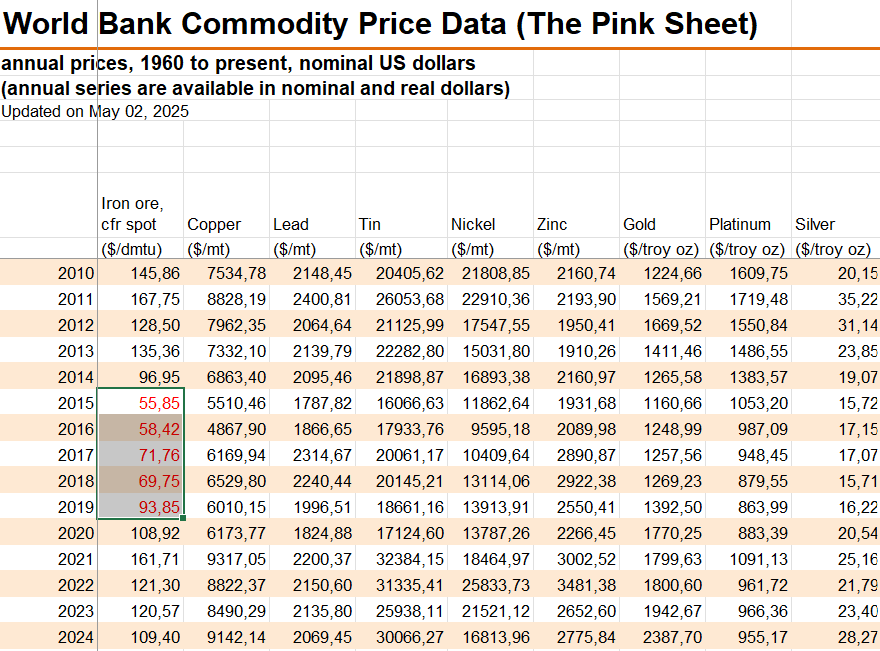 World Bank Commodity Price Data (The Pink Sheet)
annual prices, 1960 to present, nominal US dollars
(annual series are available in nominal and real dollars)
Updated on May 02, 2025
Iron ore,
cfr spot Copper Lead Tin Nickel Zinc Gold Platinum Silver
($/dmtu) ($/mt) ($/mt) ($/mt) ($/mt) ($/mt) ($/troy oz) ($/troy oz) ($/troy oz)
2010 145,86 7534,78 2148,45 20405,62 21808,85 2160,74 1224,66 1609,75 20,15
2011 167,75 8828,19 2400,81 26053,68 22910,36 2193,90 1569,21 1719,48 35,22
2012 128,50 7962,35 2064,64 21125,99 17547,55 1950,41 1669,52 1550,84 31,14
2013 135,36 7332,10 2139,79 22282,80 15031,80 1910,26 1411,46 1486,55 23,85
2014 96,95 6863,40 2095,46 21898,87 16893,38 2160,97 1265,58 1383,57 19,07
2015 55,85 5510,46 1787,82 16066,63 11862,64 1931,68 1160,66 1053,20 15,72
2016 58,42 4867,90 1866,65 17933,76 9595,18 2089,98 1248,99 987,09 17,15
2017 71,76 6169,94 2314,67 20061,17 10409,64 2890,87 1257,56 948,45 17,07
2018 69,75 6529,80 2240,44 20145,21 13114,06 2922,38 1269,23 879,55 15,71
2019 93,85 6010,15 1996,51 18661,16 13913,91 2550,41 1392,50 863,99 16,22
2020 108,92 6173,77 1824,88 17124,60 13787,26 2266,45 1770,25 883,39 20,54
2021 161,71 9317,05 2200,37 32384,15 18464,97 3002,52 1799,63 1091,13 25,16
2022 121,30 8822,37 2150,60 31335,41 25833,73 3481,38 1800,60 961,72 21,79
2023 120,57 8490,29 2135,80 25938,11 21521,12 2652,60 1942,67 966,36 23,40
2024 109,40 9142,14 2069,45 30066,27 16813,96 2775,84 2387,70 955,17 28,27